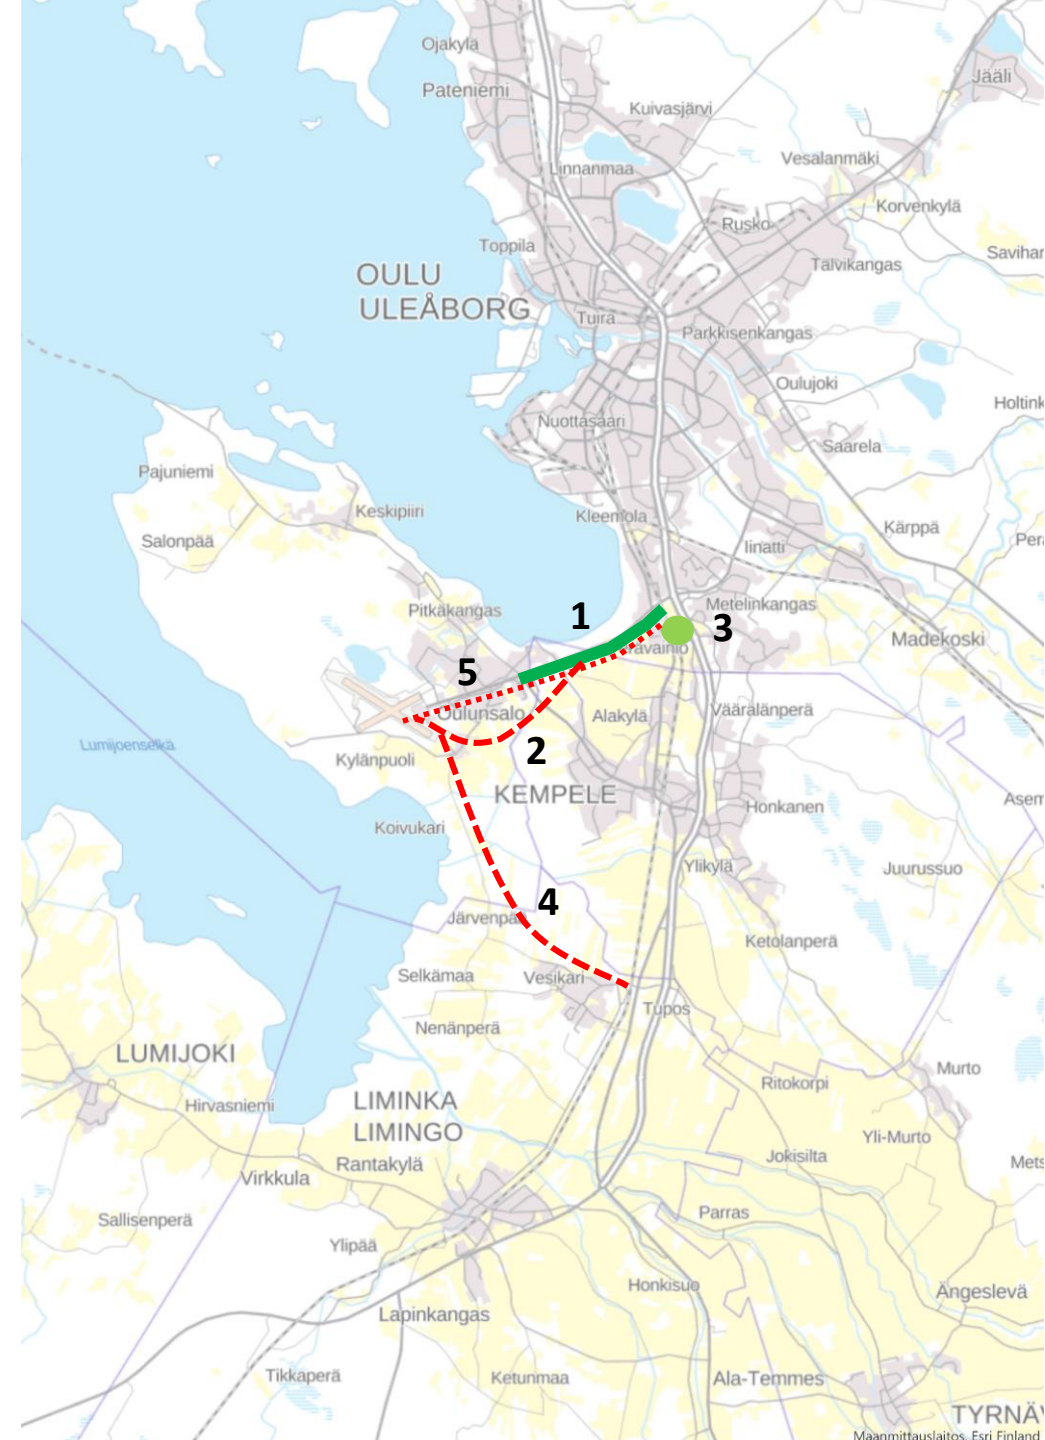 Ojakylä
Pateniemi
Jääli
Kuivasjärvi
Vesalanmäki
Linnanmaa
Korvenkylä
Rusko
Toppila
Savihar
Talvikangas
OULU
ULEÅBORG
Tuira
Parkkisenkangas
Oulujoki
Holtink
Nuottasaari
Saarela
Pajuniemi
Keskipiiri
Kleemola
Kärppä
Salonpää
Iinatti
Per
Pitkäkangas
1
Metelinkangas
3
Madekoski
ravainio
5
Oulunsalo
Alakylä
Vääralänperä
Lumijoenselkä
2
Kylänpuoli
KEMPELE
Honkanen
Asem
Koivukari
Ylikylä
Juurussuo
4
Järvenpää
Ketolanperä
Selkämaa
Vesikari
Tupos
Nenänperä
LUMIJOKI
Murto
Ritokorpi
LIMINKA
LIMINGO
Hirvasniemi
Yli-Murto
Jokisilta
Rantakylä
Mets
Virkkula
Sallisenperä
Parras
Ylipää
Honkisuo
Ängeslevä
Lapinkangas
Tikkaperä
Ketunmaa
Ala-Temmes
TYRNÄV
Maanmittauslaitos, Esri Finland